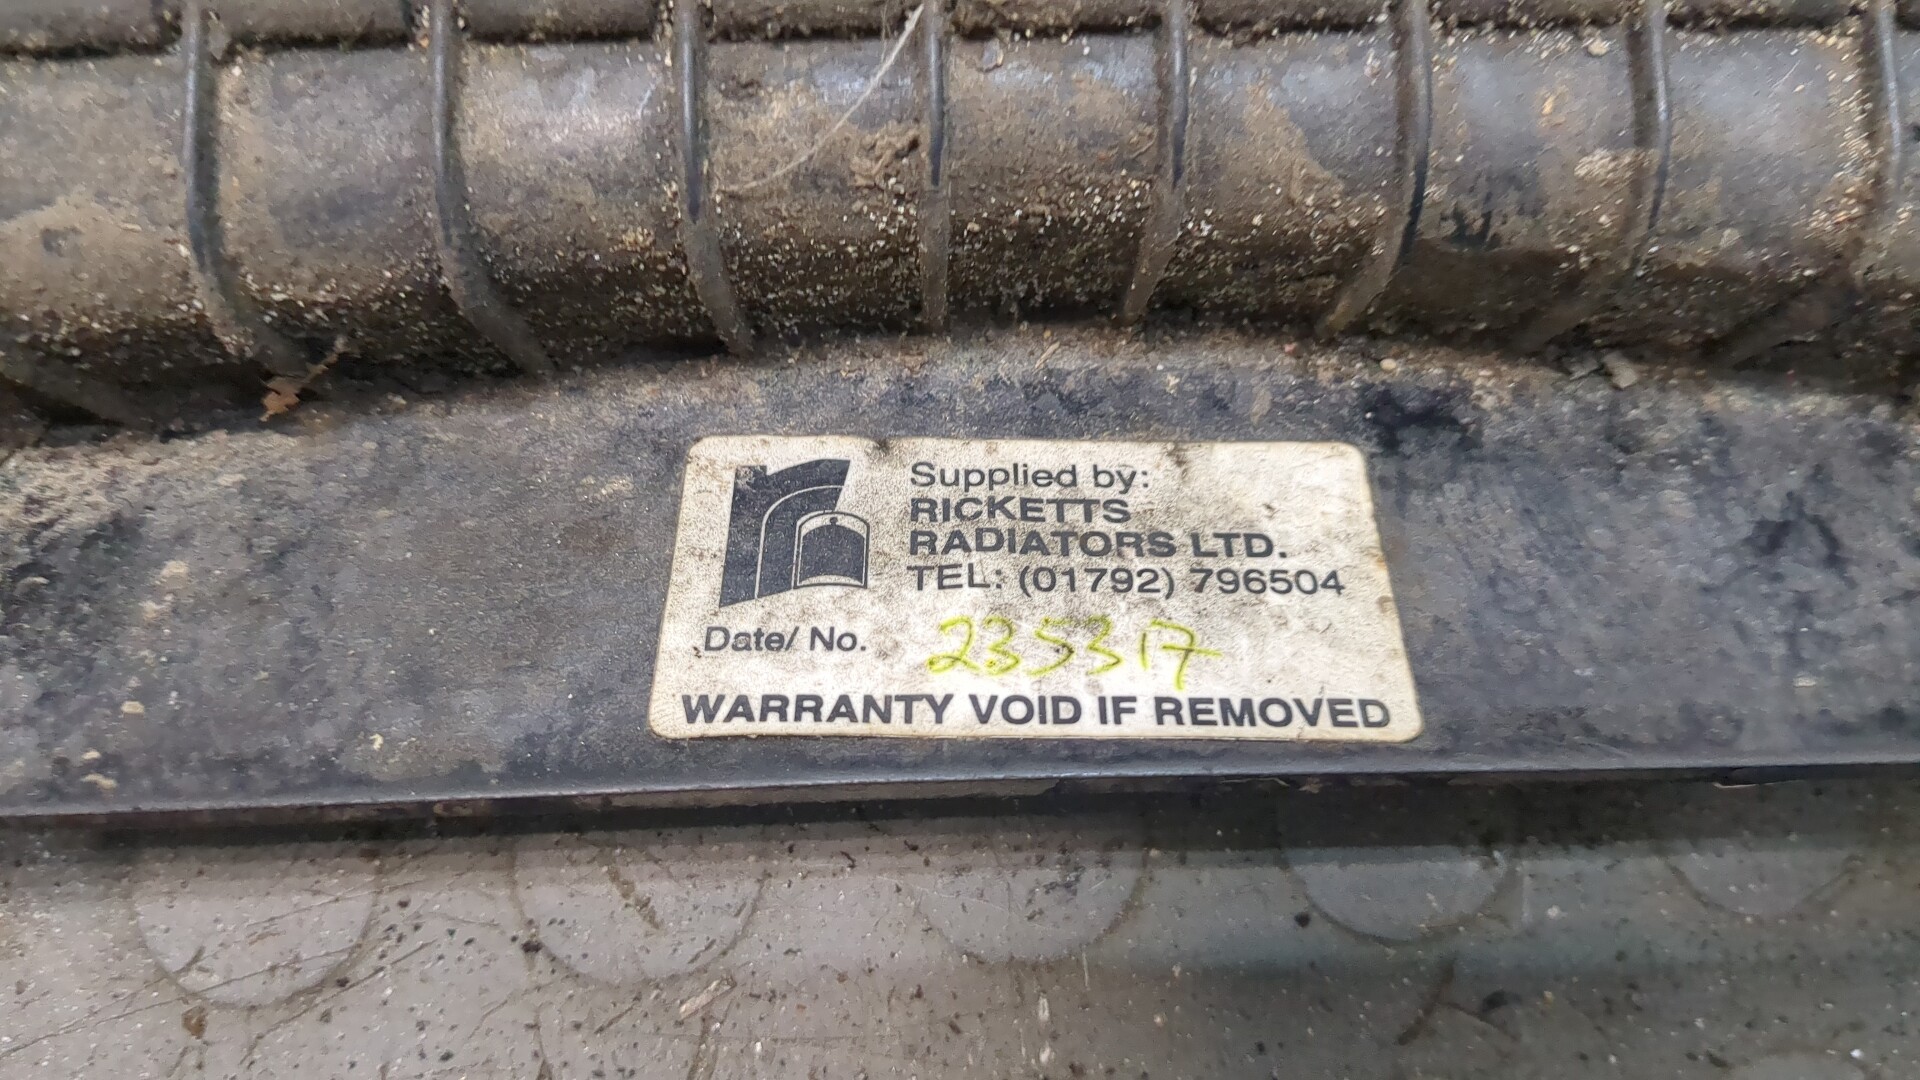 Supplied by:
RICKETTS
RADIATORS LTD.
TEL: (01792) 796504
Date/ No. 235317
WARRANTY VOID IF REMOVED